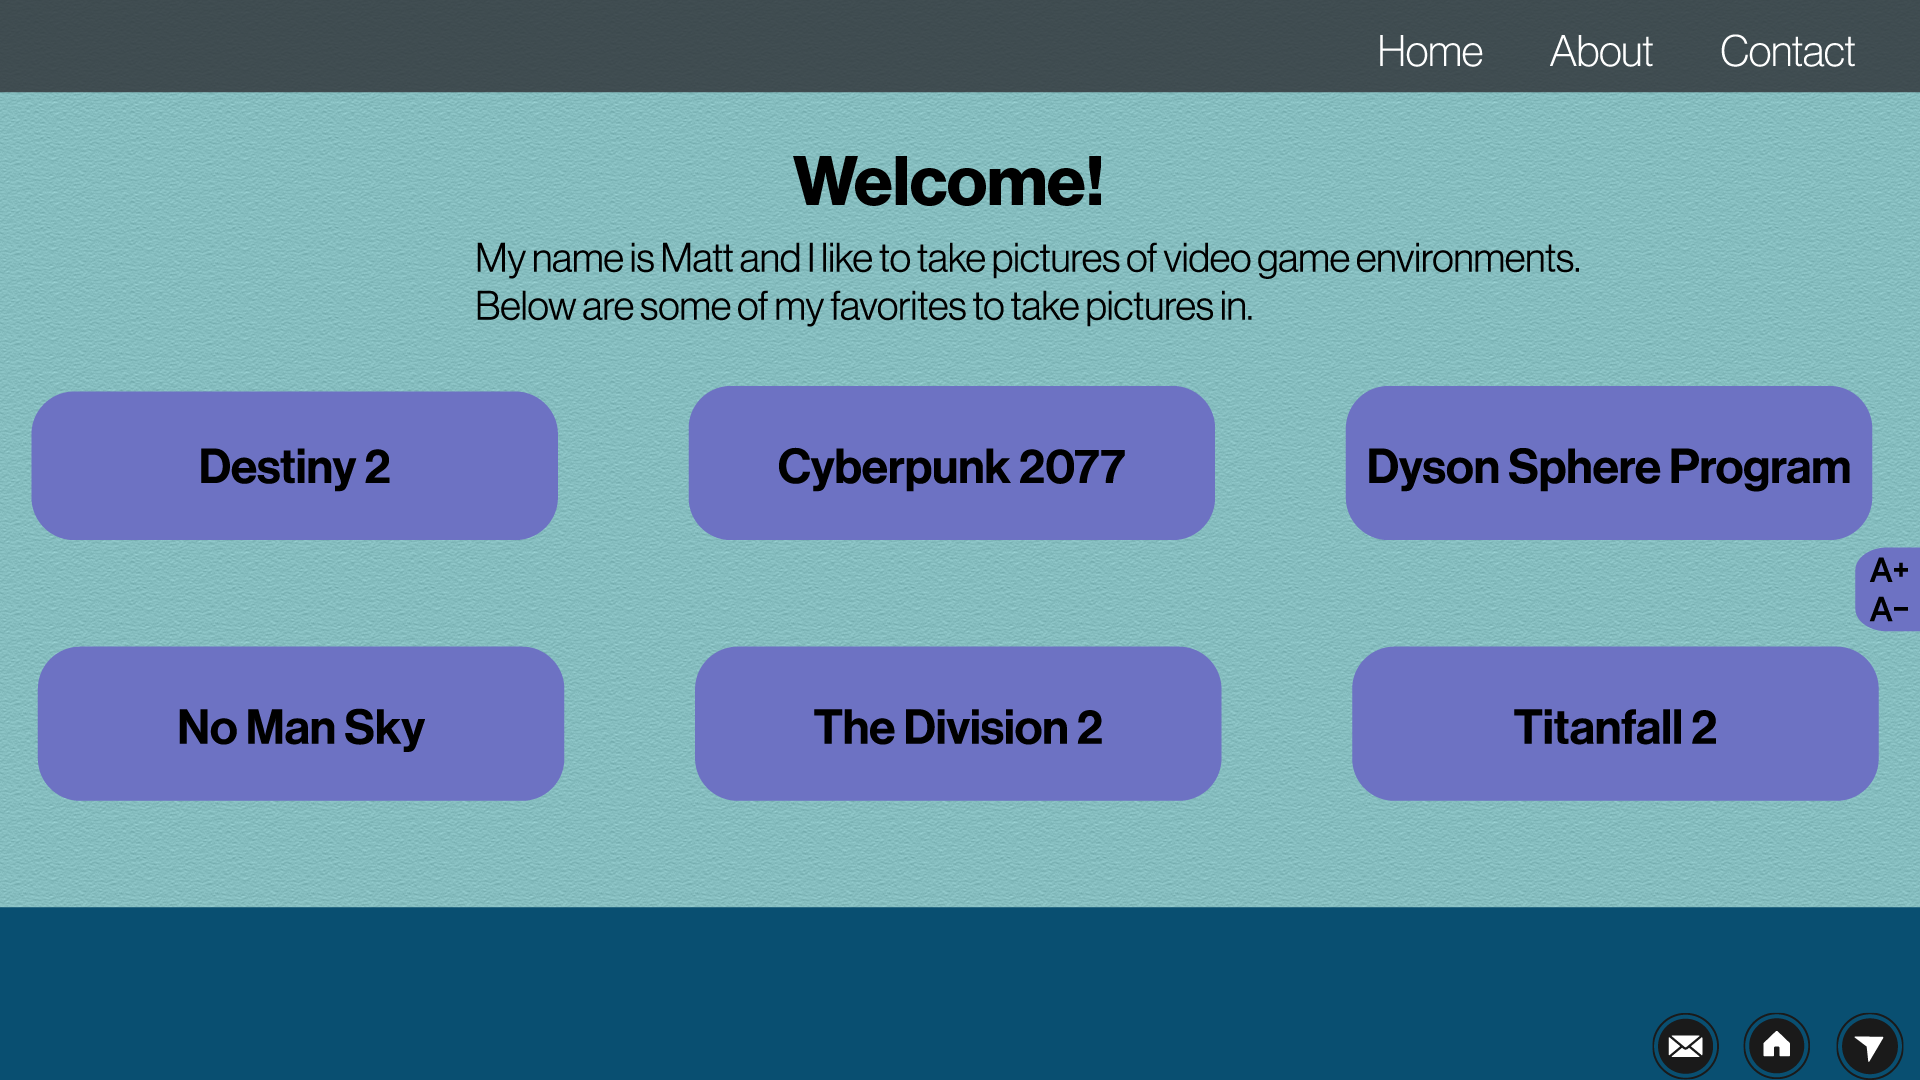 Home About Contact
Welcome!
My name is Matt and I like to take pictures of video game environments.
Below are some of my favorites to take pictures in.
Destiny 2
Cyberpunk 2077
Dyson Sphere Program
A+
A-
No Man Sky
The Division 2
Titanfall 2